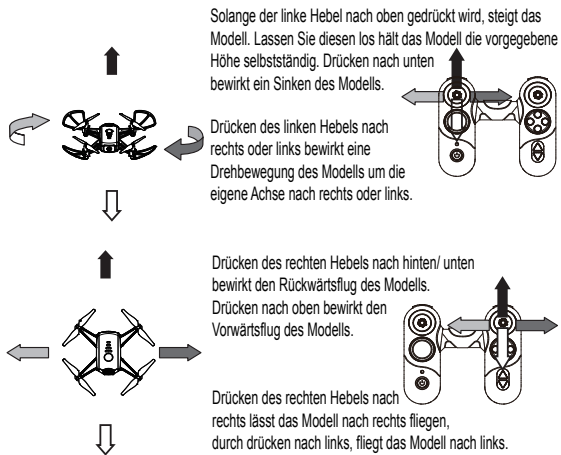 Solange der linke Hebel nach oben gedrückt wird, steigt das
Modell. Lassen Sie diesen los hält das Modell die vorgegebene
Höhe selbstständig. Drücken nach unten
bewirkt ein Sinken des Modells.
Drücken des linken Hebels nach
rechts oder links bewirkt eine
Drehbewegung des Modells um die
eigene Achse nach rechts oder links.
Drücken des rechten Hebels nach hinten/ unten
bewirkt den Rückwärtsflug des Modells.
Drücken nach oben bewirkt den
Vorwärtsflug des Modells.
Drücken des rechten Hebels nach
rechts lässt das Modell nach rechts fliegen,
durch drücken nach links, fliegt das Modell nach links.